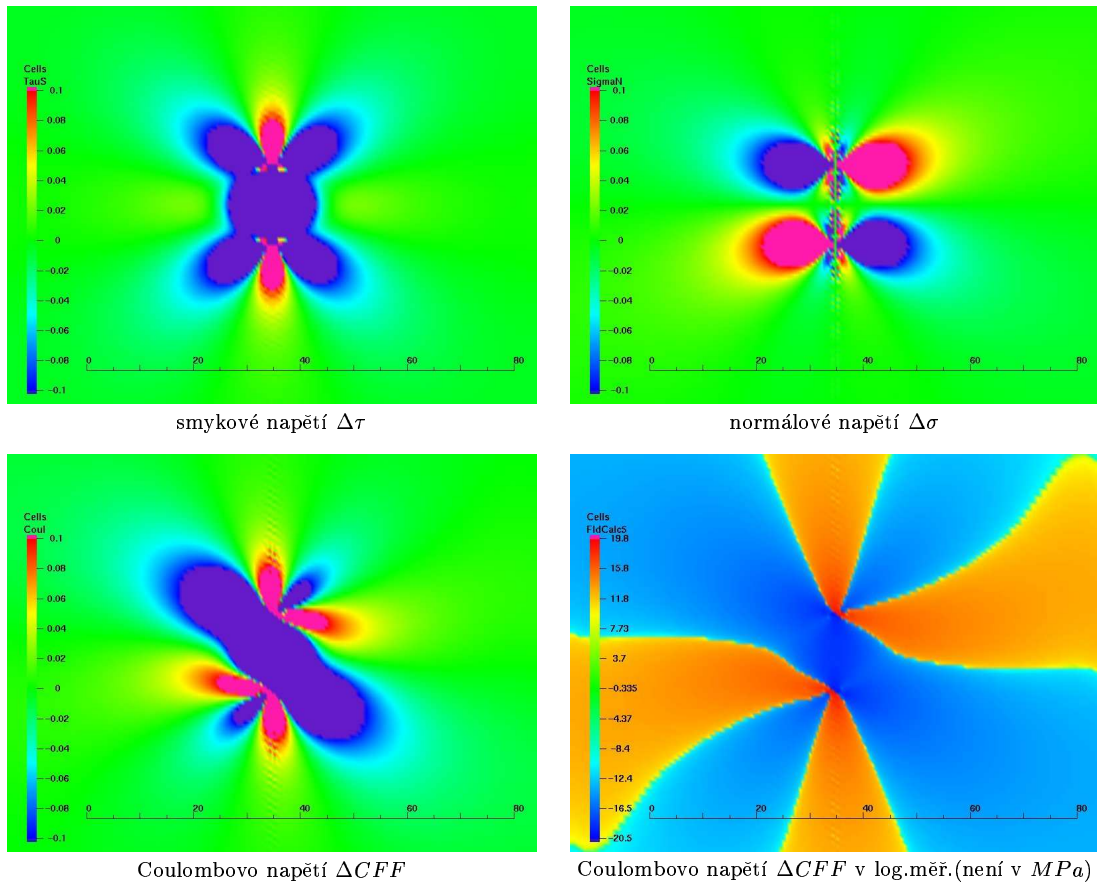 Cells
TauS
0.1
0.08
0.06
0.04
0.02
0
-0.02
-0.04
-0.06
-0.08
-0.1
0 20 40 60 80
smykové napětí Δτ
Cells
SigmaN
0.1
0.08
0.06
0.04
0.02
0
-0.02
-0.04
-0.06
-0.08
-0.1
0 20 40 60 80
normálové napětí Δσ
Cells
Coul
0.1
0.08
0.06
0.04
0.02
0
-0.02
-0.04
-0.06
-0.08
-0.1
0 20 40 60 80
Coulombovo napětí ΔCFF
Cells
FldCalc5
19.8
15.8
11.8
7.73
3.7
-0.335
-4.37
-8.4
-12.4
-16.5
-20.5
0 20 40 60 80
Coulombovo napětí ΔCFF v log.měř.(není v MPa)